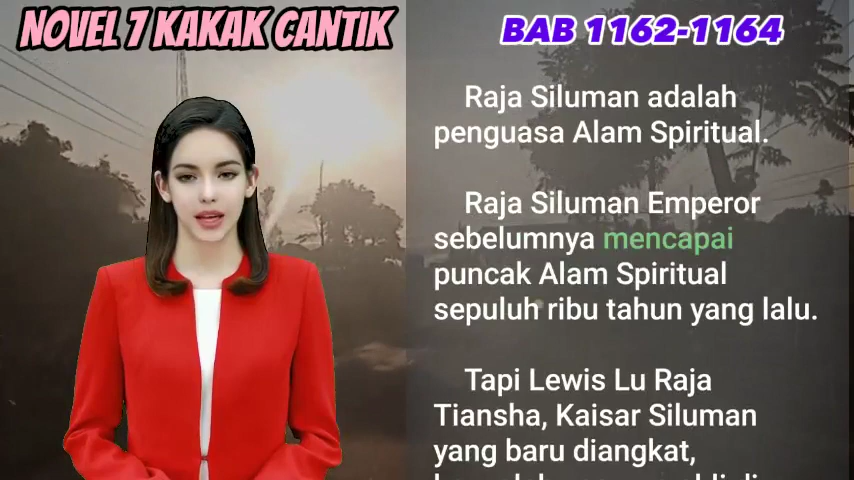 NOVEL 7 KAKAK CANTIK
BAB 1162-1164
Raja Siluman adalah
penguasa Alam Spiritual.
Raja Siluman Emperor
sebelumnya mencapai
puncak Alam Spiritual
sepuluh ribu tahun yang lalu.
Tapi Lewis Lu Raja
Tiansha, Kaisar Siluman
yang baru diangkat,